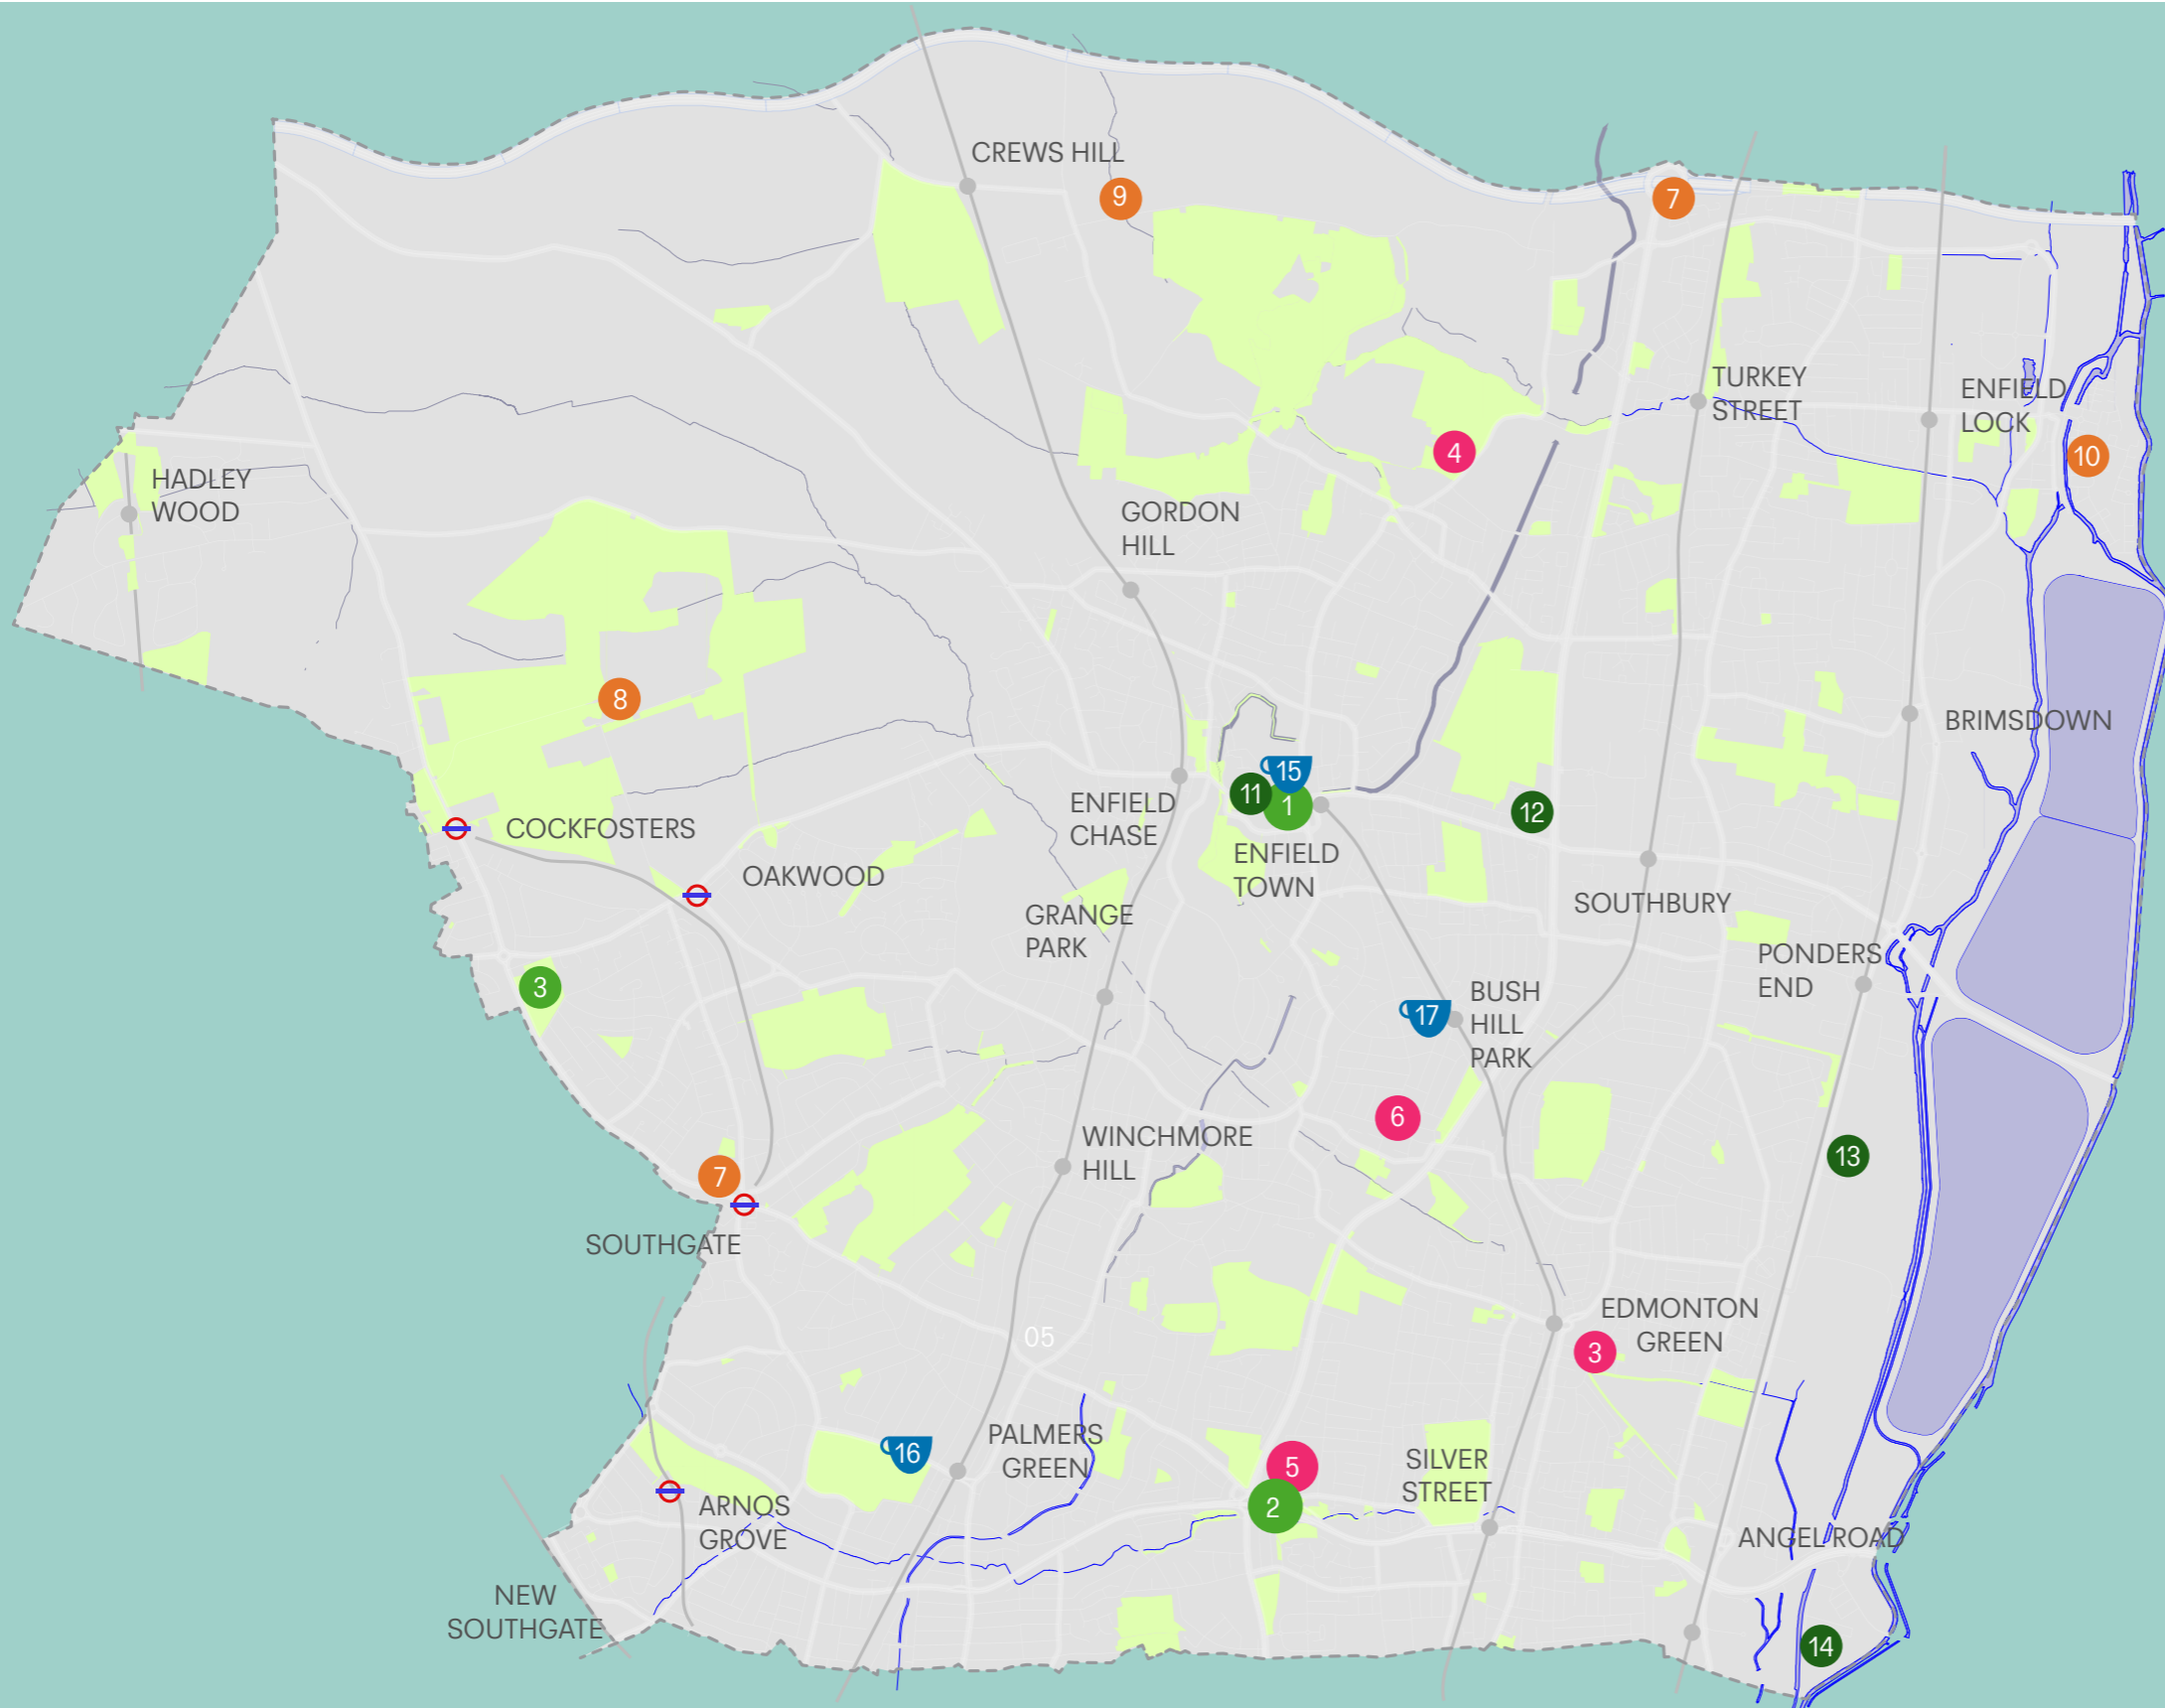 CREWS HILL
9
7
TURKEY
STREET
ENFIELD
LOCK
4
10
HADLEY
WOOD
GORDON
HILL
8
BRIMSDOWN
15
11
1
12
ENFIELD
CHASE
COCKFOSTERS
ENFIELD
TOWN
OAKWOOD
SOUTHBURY
GRANGE
PARK
PONDERS
END
3
BUSH
HILL
PARK
17
6
WINCHMORE
HILL
13
7
SOUTHGATE
EDMONTON
GREEN
05
3
PALMERS
GREEN
16
5
SILVER
STREET
2
ARNOS
GROVE
ANGEL ROAD
NEW
SOUTHGATE
14